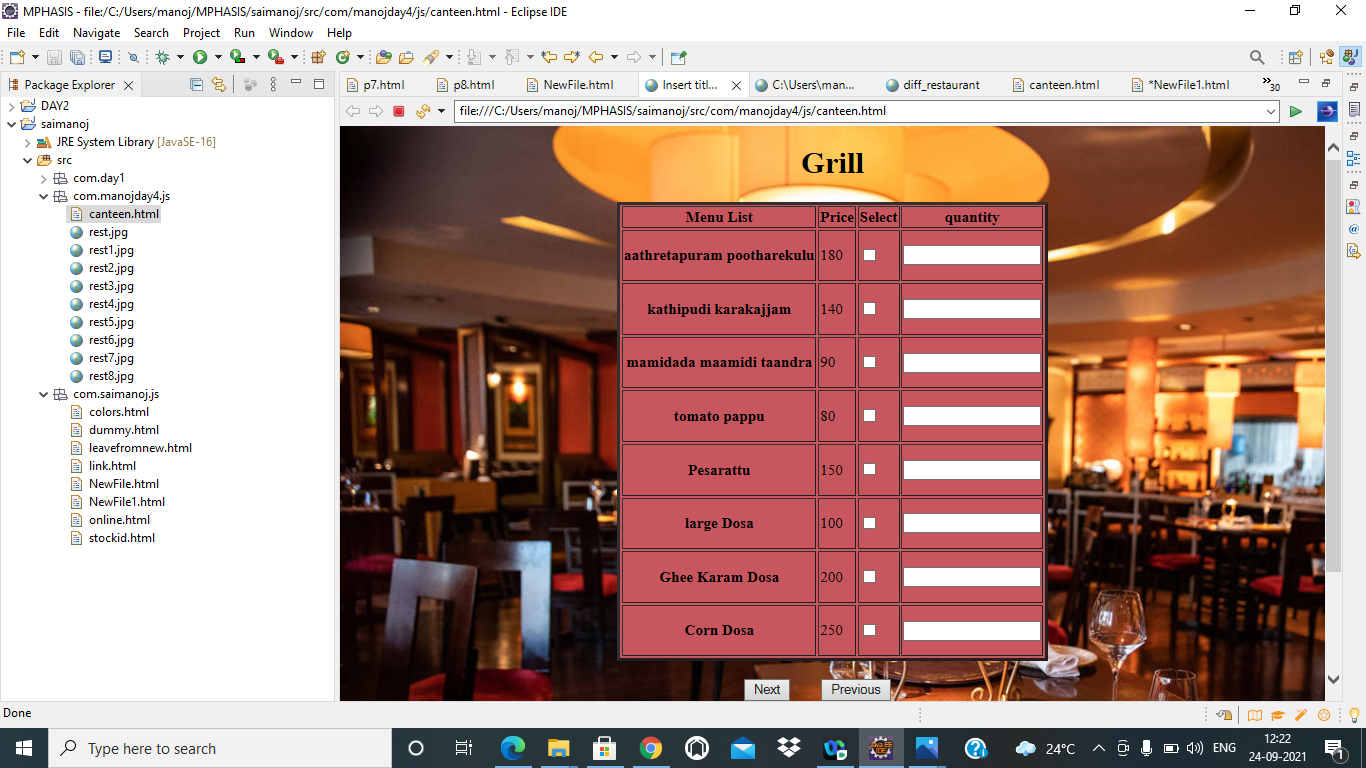 MPHASIS - file:/C:/Users/manoj/MPHASIS/saimanoj/src/com/manojday4/js/canteen.html - Eclipse IDE
File Edit Navigate Search Project Run Window Help
Package Explorer
p7.html p8.html NewFile.html Insert titl... C:\Users\man... diff_restaurant canteen.html *NewFile1.html »30
file:///C:/Users/manoj/MPHASIS/saimanoj/src/com/manojday4/js/canteen.html
DAY2
saimanoj
JRE System Library [JavaSE-16]
src
com.day1
com.manojday4.js
canteen.html
rest.jpg
rest1.jpg
rest2.jpg
rest3.jpg
rest4.jpg
rest5.jpg
rest6.jpg
rest7.jpg
rest8.jpg
com.saimanoj.js
colors.html
dummy.html
leavefromnew.html
link.html
NewFile.html
NewFile1.html
online.html
stockid.html
Grill
Menu List Price Select quantity
aathretapuram pootharekulu 180
kathipudi karakajjam 140
mamidada maamidi taandra 90
tomato pappu 80
Pesarattu 150
large Dosa 100
Ghee Karam Dosa 200
Corn Dosa 250
Next Previous
Done
Type here to search
24°C ENG 12:22
24-09-2021
1